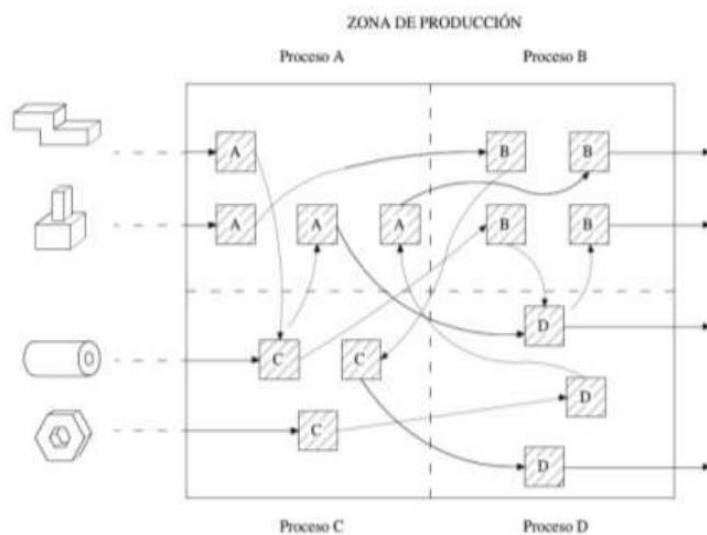 ZONA DE PRODUCCIÓN
Proceso A Proceso B
A B B
A A A B B
D
C C
D
C
D
Proceso C Proceso D